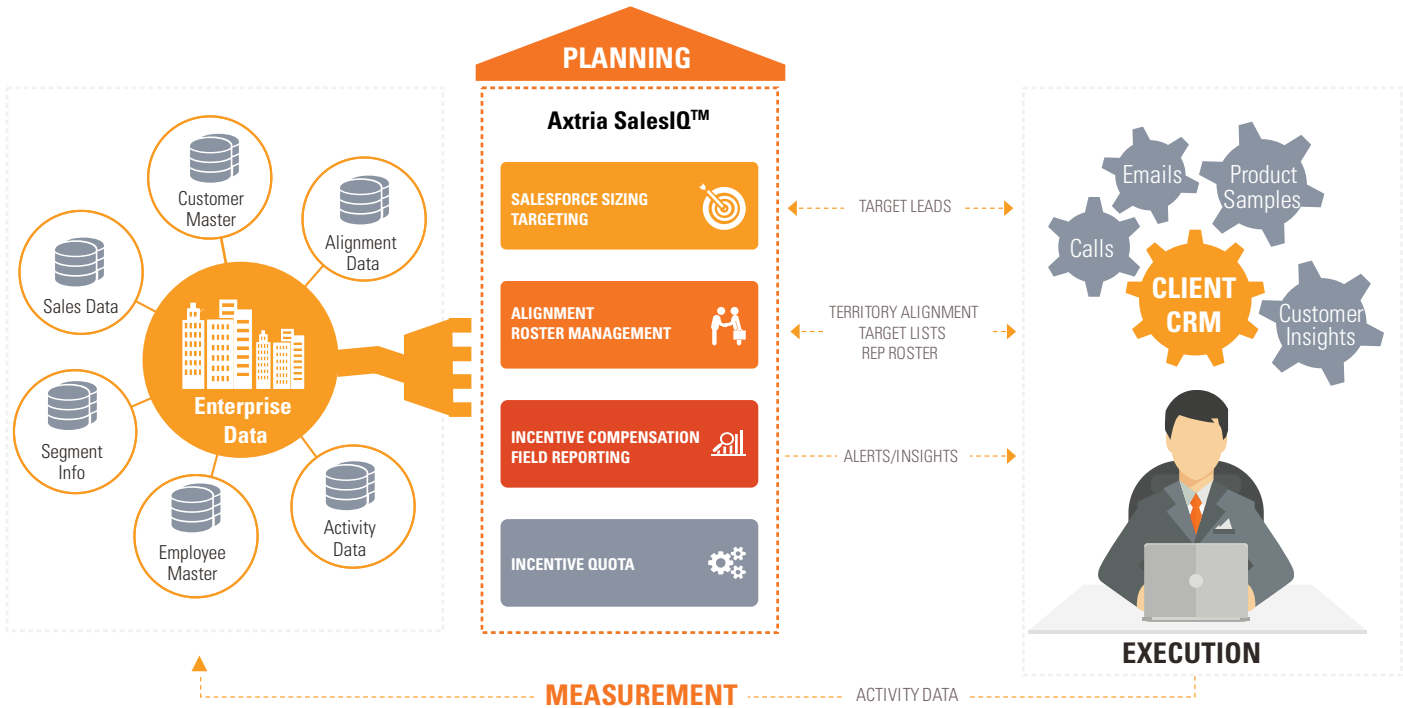 PLANNING
Axtria SalesIQ™
Customer
Master
Alignment
Data
Sales Data
Enterprise
Data
Segment
Info
Employee
Master
Activity
Data
SALESFORCE SIZING
TARGETING
ALIGNMENT
ROSTER MANAGEMENT
INCENTIVE COMPENSATION
FIELD REPORTING
INCENTIVE QUOTA
TARGET LEADS
TERRITORY ALIGNMENT
TARGET LISTS
REP ROSTER
ALERTS/INSIGHTS
Emails
Product
Samples
Calls
CLIENT
CRM
Customer
Insights
EXECUTION
MEASUREMENT
ACTIVITY DATA